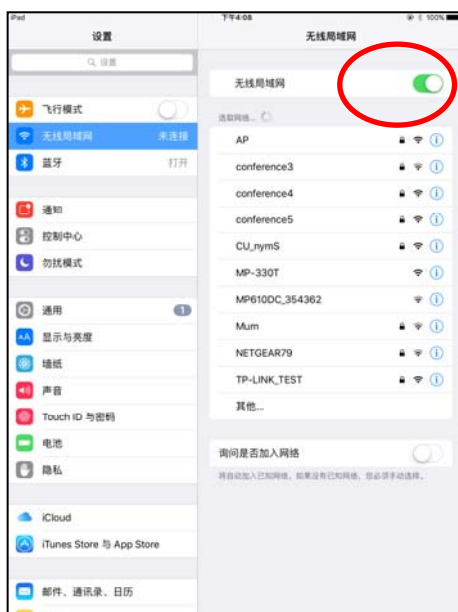 iPad
下午4:08
100%
设置
无线局域网
设置
无线局域网
飞行模式
选取网络...
无线局域网
未连接
AP
蓝牙
打开
conference3
conference4
通知
conference5
控制中心
CU_nymS
勿扰模式
MP-330T
通用
1
MP610DC_354362
显示与亮度
Mum
墙纸
NETGEAR79
声音
TP-LINK_TEST
Touch ID 与密码
其他...
电池
询问是否加入网络
隐私
将自动加入已知网络。如果没有已知网络，您必须手动选择。
iCloud
iTunes Store 与 App Store
邮件、通讯录、日历